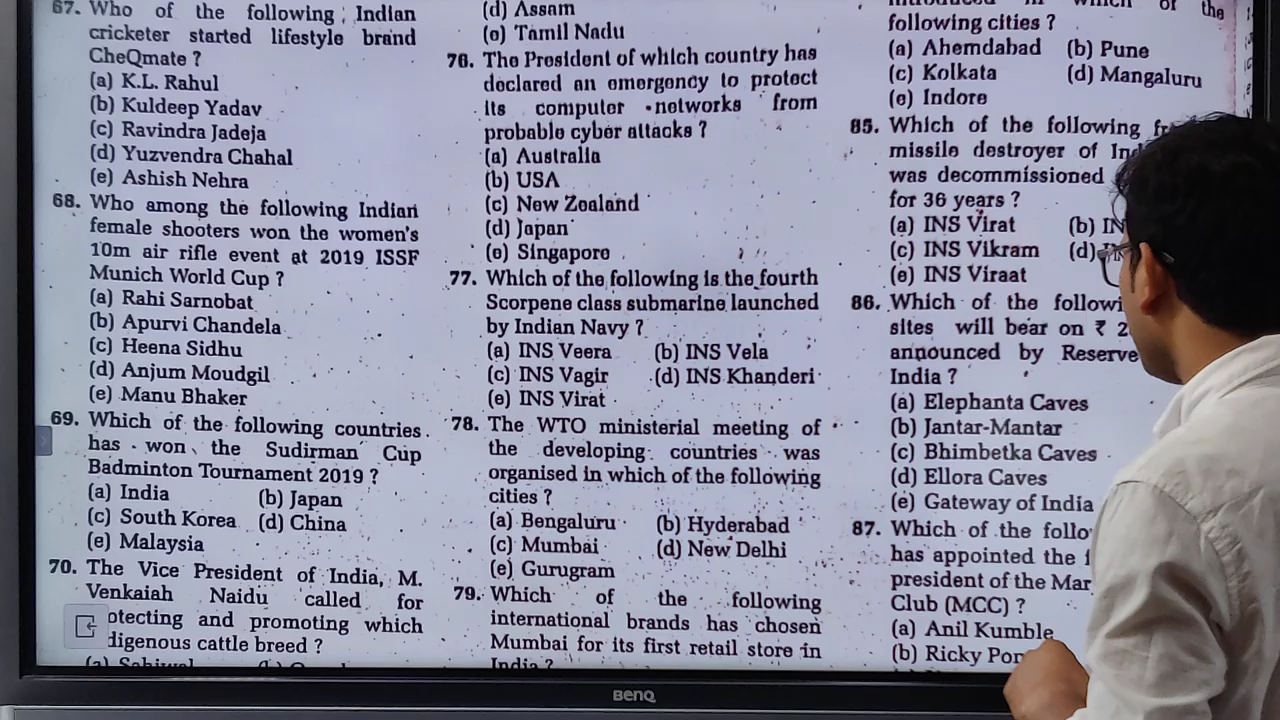 67. Who of the following Indian
cricketer started lifestyle brand
CheQmate ?
(a) K.L. Rahul
(b) Kuldeep Yadav
(c) Ravindra Jadeja
(d) Yuzvendra Chahal
(e) Ashish Nehra
68. Who among the following Indian
female shooters won the women's
10m air rifle event at 2019 ISSF
Munich World Cup ?
(a) Rahi Sarnobat
(b) Apurvi Chandela
(c) Heena Sidhu
(d) Anjum Moudgil
(e) Manu Bhaker
69. Which of the following countries
has won the Sudirman Cup
Badminton Tournament 2019 ?
(a) India (b) Japan
(c) South Korea (d) China
(e) Malaysia
70. The Vice President of India, M.
Venkaiah Naidu called for
otecting and promoting which
digenous cattle breed ?
(a) Sahiwal
(d) Assam
(e) Tamil Nadu
76. The President of which country has
declared an emergency to protect
its computer networks from
probable cyber attacks ?
(a) Australia
(b) USA
(c) New Zealand
(d) Japan
(e) Singapore
77. Which of the following is the fourth
Scorpene class submarine launched
by Indian Navy ?
(a) INS Veera (b) INS Vela
(c) INS Vagir (d) INS Khanderi
(e) INS Virat
78. The WTO ministerial meeting of
the developing countries was
organised in which of the following
cities ?
(a) Bengaluru (b) Hyderabad
(c) Mumbai (d) New Delhi
(e) Gurugram
79. Which of the following
international brands has chosen
Mumbai for its first retail store in
India ?
introduced in which of the
following cities ?
(a) Ahemdabad (b) Pune
(c) Kolkata (d) Mangaluru
(e) Indore
85. Which of the following
missile destroyer of
was decommissioned
for 36 years ?
(a) INS Virat (b)
(c) INS Vikram (d)
(e) INS Viraat
86. Which of the
sites will bear on ₹
announced by Reserve
India ?
(a) Elephanta Caves
(b) Jantar-Mantar
(c) Bhimbetka Caves
(d) Ellora Caves
(e) Gateway of India
87. Which of the
has appointed the
president of the
Club (MCC) ?
(a) Anil Kumble
(b) Ricky
BENQ